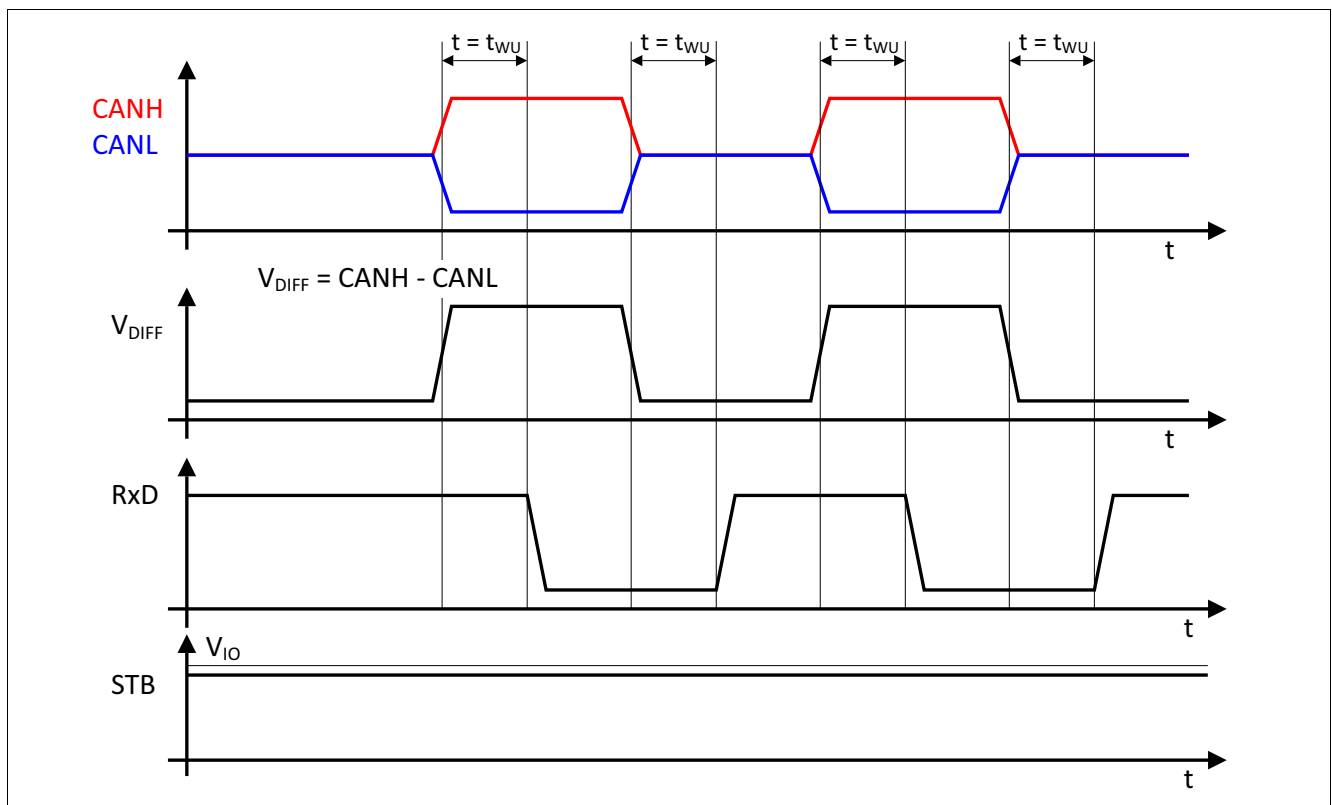 t = tWU t = tWU t = tWU t = tWU
CANH
CANL
t
VDIFF = CANH - CANL
VDIFF
t
RxD
t
VIO
STB
t